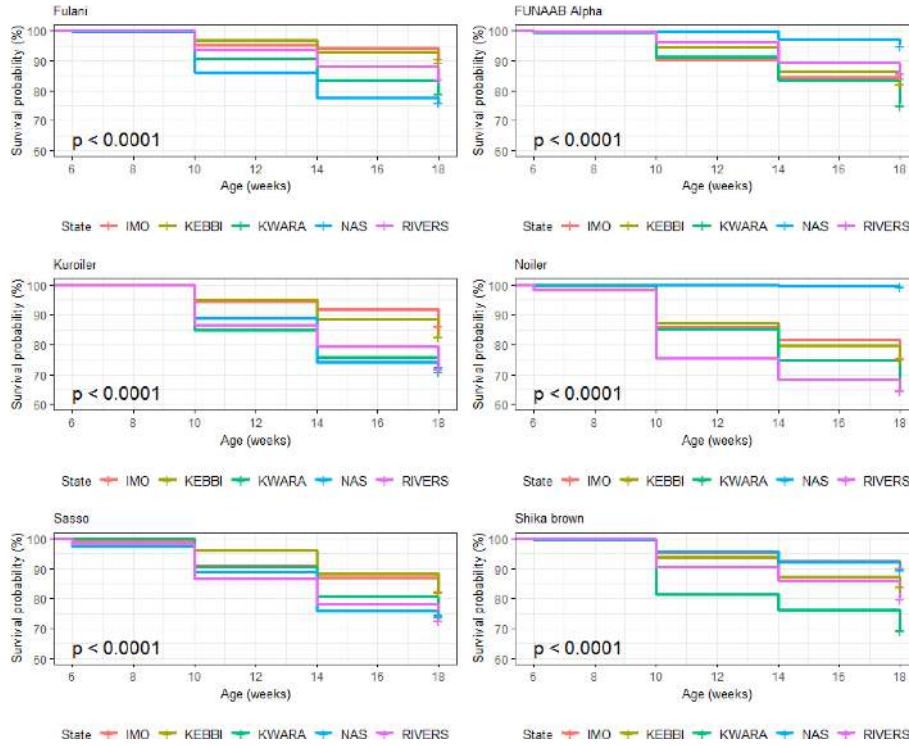 Fulani
FUNAAB Alpha
Survival probability (%)
100
90
80
70
60
p < 0.0001
6 8 10 12 14 16 18
Age (weeks)
Survival probability (%)
100
90
80
70
60
p < 0.0001
6 8 10 12 14 16 18
Age (weeks)
State IMO KEBBI KWARA NAS RIVERS
State IMO KEBBI KWARA NAS RIVERS
Kuroiler
Noiler
Survival probability (%)
100
90
80
70
60
p < 0.0001
6 8 10 12 14 16 18
Age (weeks)
Survival probability (%)
100
90
80
70
60
p < 0.0001
6 8 10 12 14 16 18
Age (weeks)
State IMO KEBBI KWARA NAS RIVERS
State IMO KEBBI KWARA NAS RIVERS
Sasso
Shika brown
Survival probability (%)
100
90
80
70
60
p < 0.0001
6 8 10 12 14 16 18
Age (weeks)
Survival probability (%)
100
90
80
70
60
p < 0.0001
6 8 10 12 14 16 18
Age (weeks)
State IMO KEBBI KWARA NAS RIVERS
State IMO KEBBI KWARA NAS RIVERS